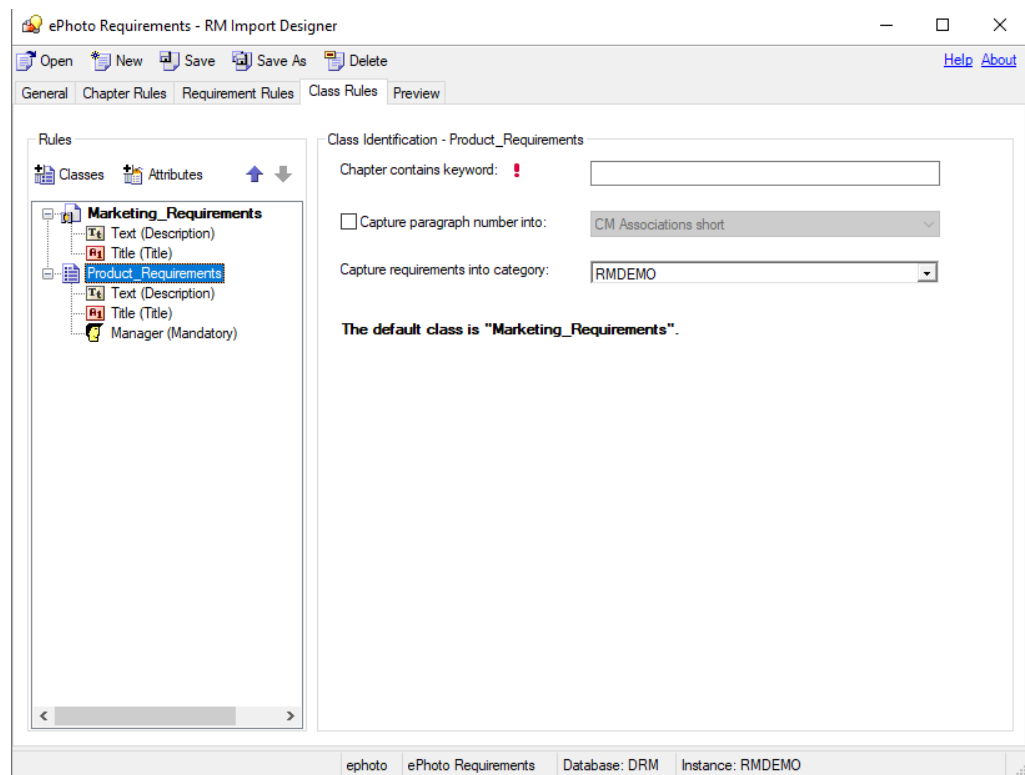 ePhoto Requirements - RM Import Designer
Open New Save Save As Delete Help About
General Chapter Rules Requirement Rules Class Rules Preview
Rules
Classes Attributes
Marketing_Requirements
Text (Description)
Title (Title)
Product_Requirements
Text (Description)
Title (Title)
Manager (Mandatory)
Class Identification - Product_Requirements
Chapter contains keyword: !
Capture paragraph number into: CM Associations short
Capture requirements into category: RMDEMO
The default class is "Marketing_Requirements".
ephoto ePhoto Requirements Database: DRM Instance: RMDEMO